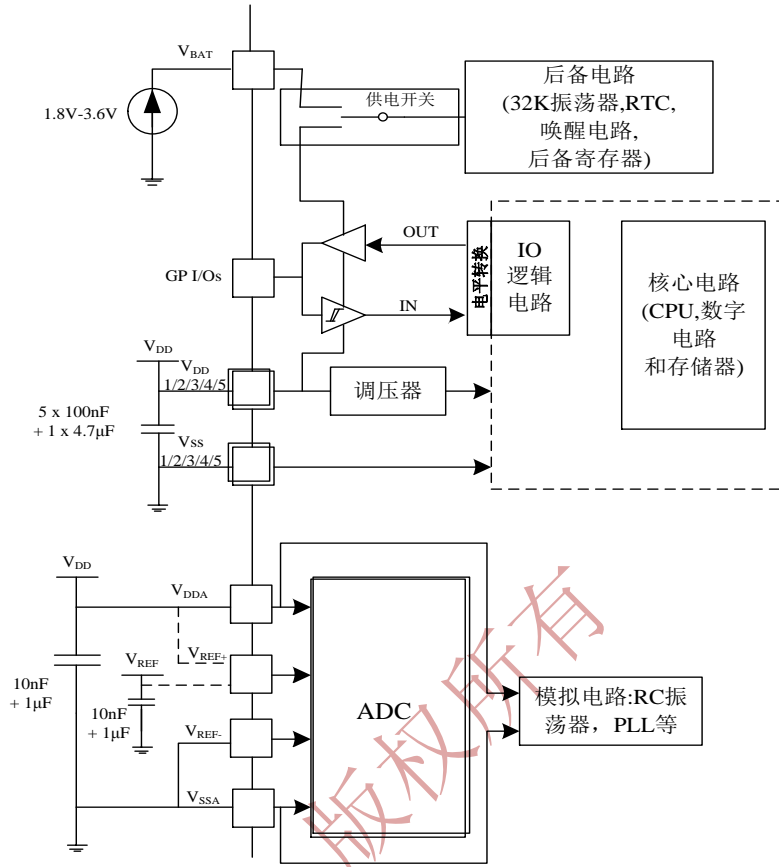 VBAT
1.8V-3.6V
供电开关
后备电路
(32K振荡器,RTC,
唤醒电路,
后备寄存器)
OUT
GP I/Os
IN
电平转换
IO
逻辑
电路
核心电路
(CPU,数字
电路
和存储器)
VDD
VDD
1/2/3/4/5
调压器
5 x 100nF
+ 1 x 4.7μF
VSS
1/2/3/4/5
VDD
VDDA
VREF
VREF+
10nF
+ 1μF
10nF
+ 1μF
ADC
模拟电路:RC振
荡器，PLL等
VREF-
VSSA
版权所有